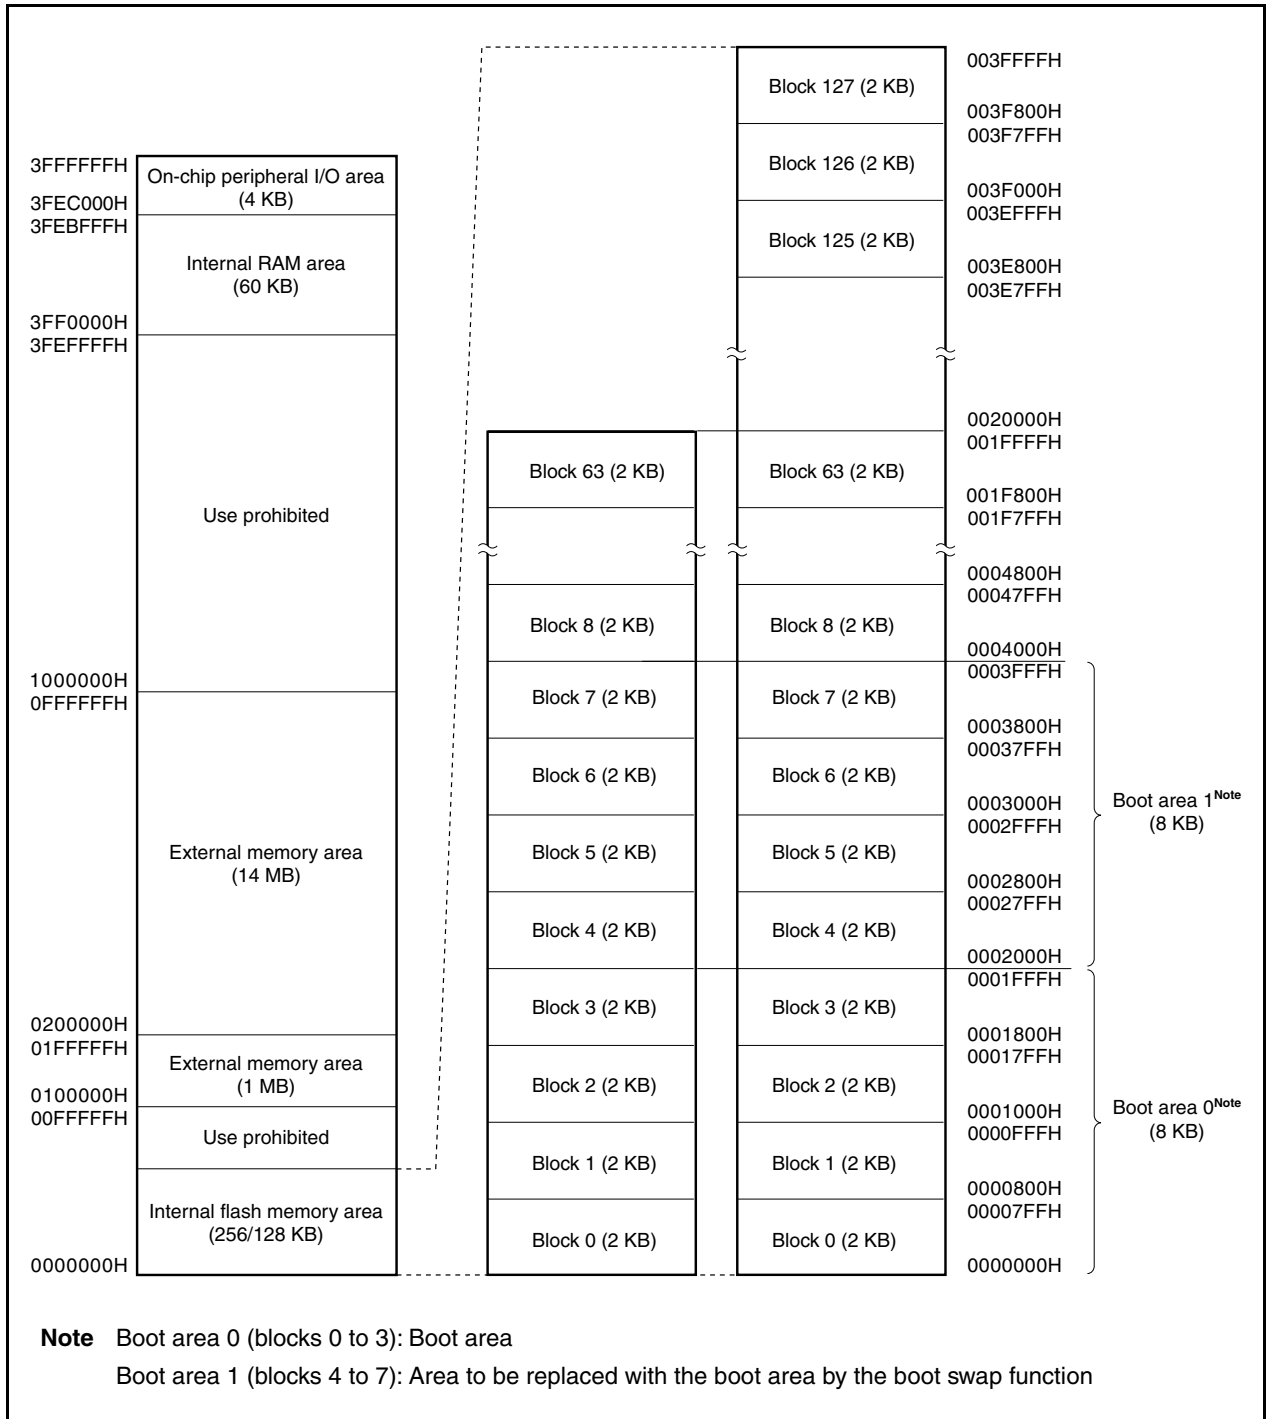 3FFFFFFH
On-chip peripheral I/O area
(4 KB)
3FEC000H
3FEBFFFH
Internal RAM area
(60 KB)
3FF0000H
3FEFFFFH
Use prohibited
1000000H
0FFFFFFH
External memory area
(14 MB)
0200000H
01FFFFFH
External memory area
(1 MB)
0100000H
00FFFFFH
Use prohibited
Internal flash memory area
(256/128 KB)
0000000H
Block 63 (2 KB)
Block 8 (2 KB)
Block 7 (2 KB)
Block 6 (2 KB)
Block 5 (2 KB)
Block 4 (2 KB)
Block 3 (2 KB)
Block 2 (2 KB)
Block 1 (2 KB)
Block 0 (2 KB)
Block 127 (2 KB)
Block 126 (2 KB)
Block 125 (2 KB)
Block 63 (2 KB)
Block 8 (2 KB)
Block 7 (2 KB)
Block 6 (2 KB)
Block 5 (2 KB)
Block 4 (2 KB)
Block 3 (2 KB)
Block 2 (2 KB)
Block 1 (2 KB)
Block 0 (2 KB)
003FFFFH
003F800H
003F7FFH
003F000H
003EFFFH
003E800H
003E7FFH
0020000H
001FFFFH
001F800H
001F7FFH
0004800H
00047FFH
0004000H
0003FFFH
0003800H
00037FFH
0003000H
0002FFFH
0002800H
00027FFH
0002000H
0001FFFH
0001800H
00017FFH
0001000H
0000FFFH
0000800H
00007FFH
0000000H
Boot area 1Note
(8 KB)
Boot area 0Note
(8 KB)
Note Boot area 0 (blocks 0 to 3): Boot area
Boot area 1 (blocks 4 to 7): Area to be replaced with the boot area by the boot swap function